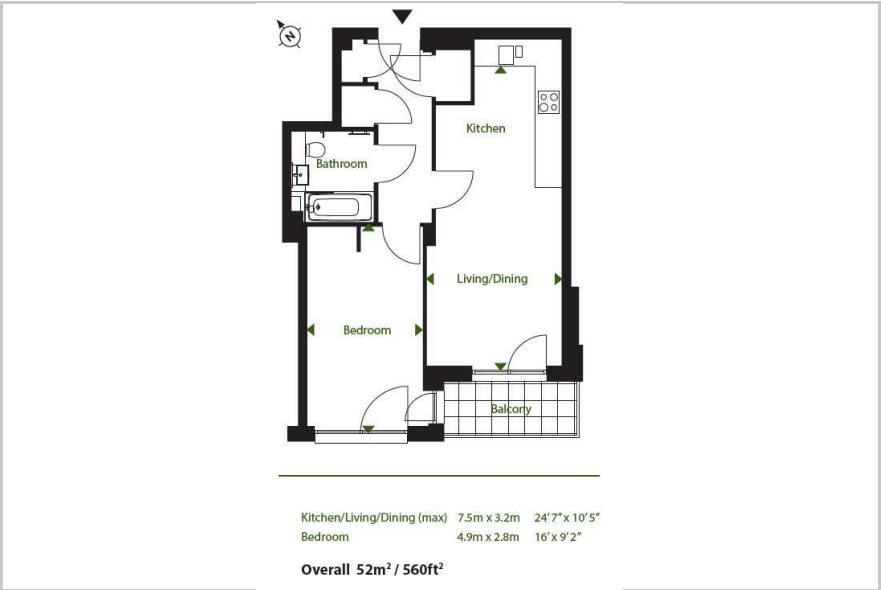 N
Kitchen
Bathroom
Living/Dining
Bedroom
Balcony
Kitchen/Living/Dining (max) 7.5m x 3.2m 24’7” x 10’5”
Bedroom 4.9m x 2.8m 16’ x 9’2”
Overall 52m² / 560ft²